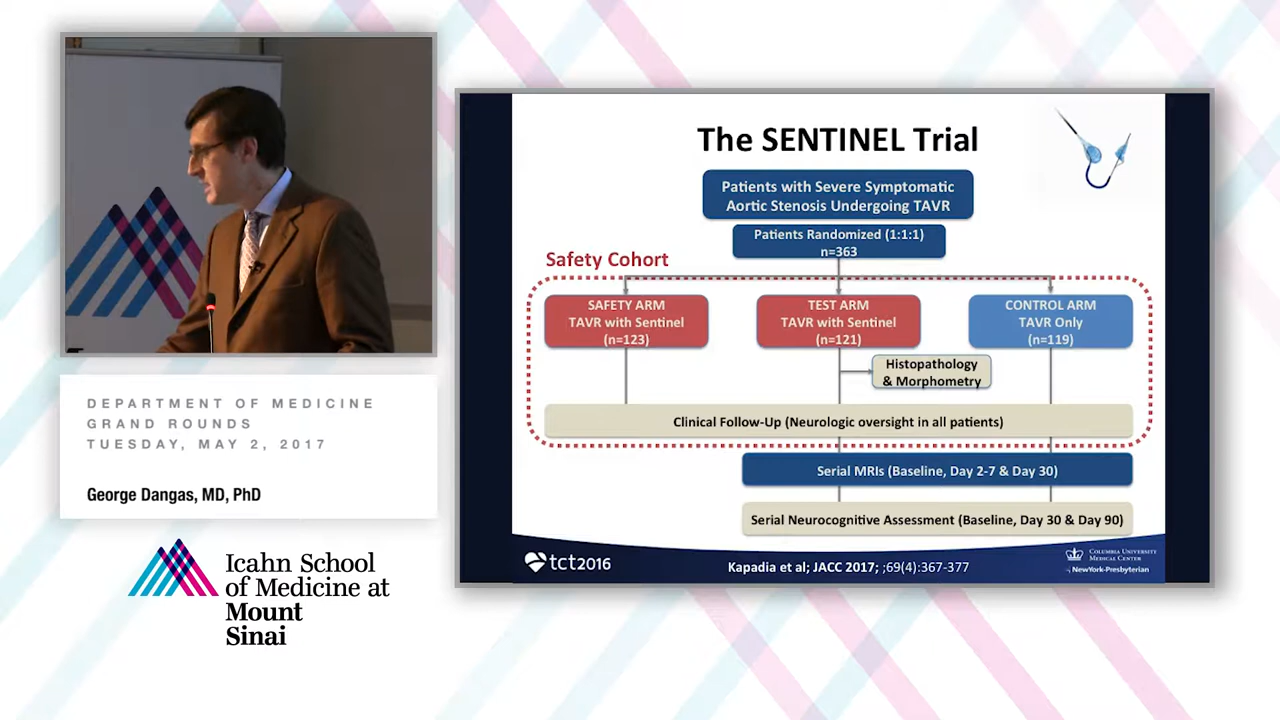 DEPARTMENT OF MEDICINE
GRAND ROUNDS
TUESDAY, MAY 2, 2017
George Dangas, MD, PhD
Icahn School
of Medicine at
Mount
Sinai
The SENTINEL Trial
Patients with Severe Symptomatic
Aortic Stenosis Undergoing TAVR
Patients Randomized (1:1:1)
n=363
Safety Cohort
SAFETY ARM
TAVR with Sentinel
(n=123)
TEST ARM
TAVR with Sentinel
(n=121)
CONTROL ARM
TAVR Only
(n=119)
Histopathology
& Morphometry
Clinical Follow-Up (Neurologic oversight in all patients)
Serial MRIs (Baseline, Day 2-7 & Day 30)
Serial Neurocognitive Assessment (Baseline, Day 30 & Day 90)
tct2016
Kapadia et al; JACC 2017; ;69(4):367-377
COLUMBIA UNIVERSITY
MEDICAL CENTER
NewYork-Presbyterian